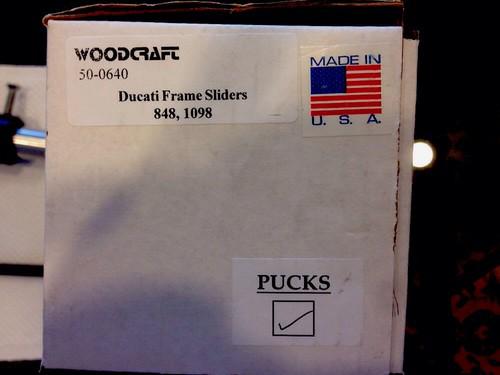 WOODCRAFT
50-0640
Ducati Frame Sliders
848, 1098
MADE IN
U. S. A.
PUCKS